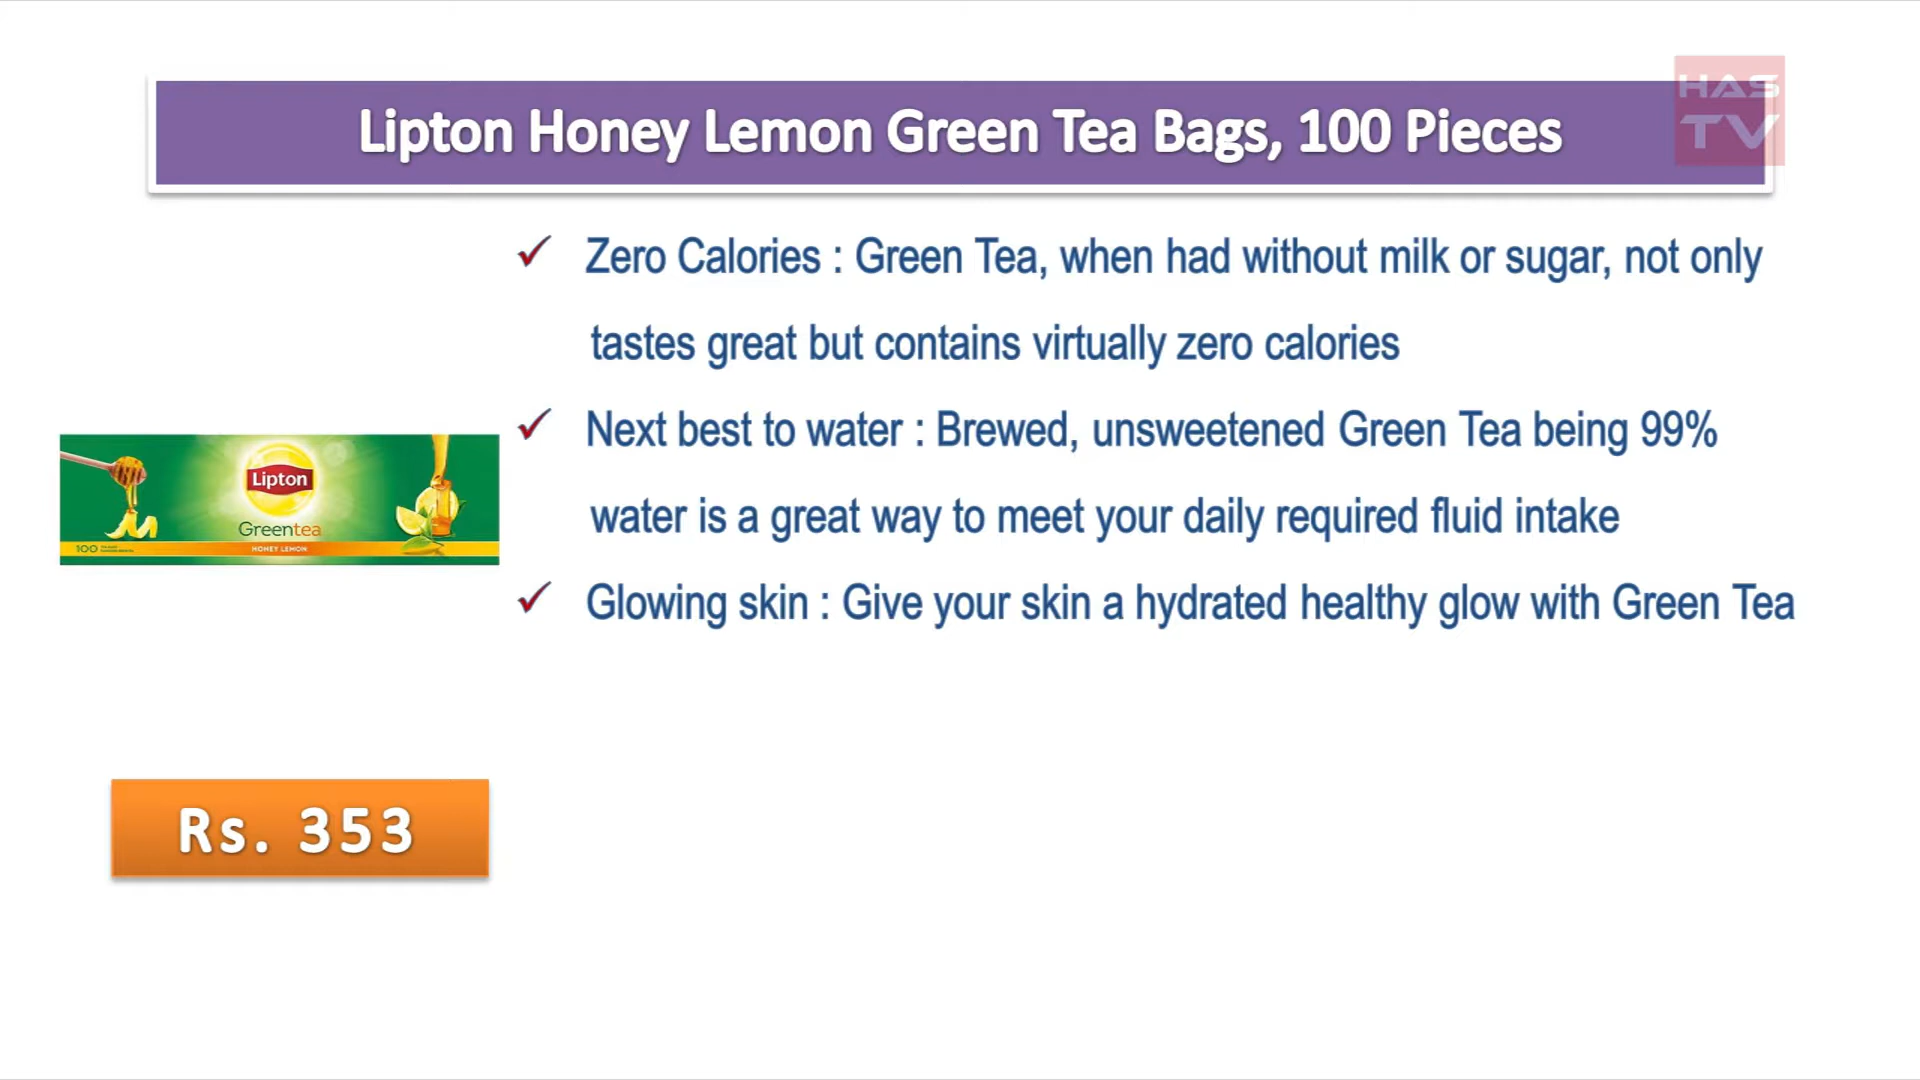 Lipton Honey Lemon Green Tea Bags, 100 Pieces
HAS
TV
Zero Calories : Green Tea, when had without milk or sugar, not only
tastes great but contains virtually zero calories
Next best to water : Brewed, unsweetened Green Tea being 99%
water is a great way to meet your daily required fluid intake
Glowing skin : Give your skin a hydrated healthy glow with Green Tea
Lipton
Greentea
HONEY LEMON
100
Rs. 353